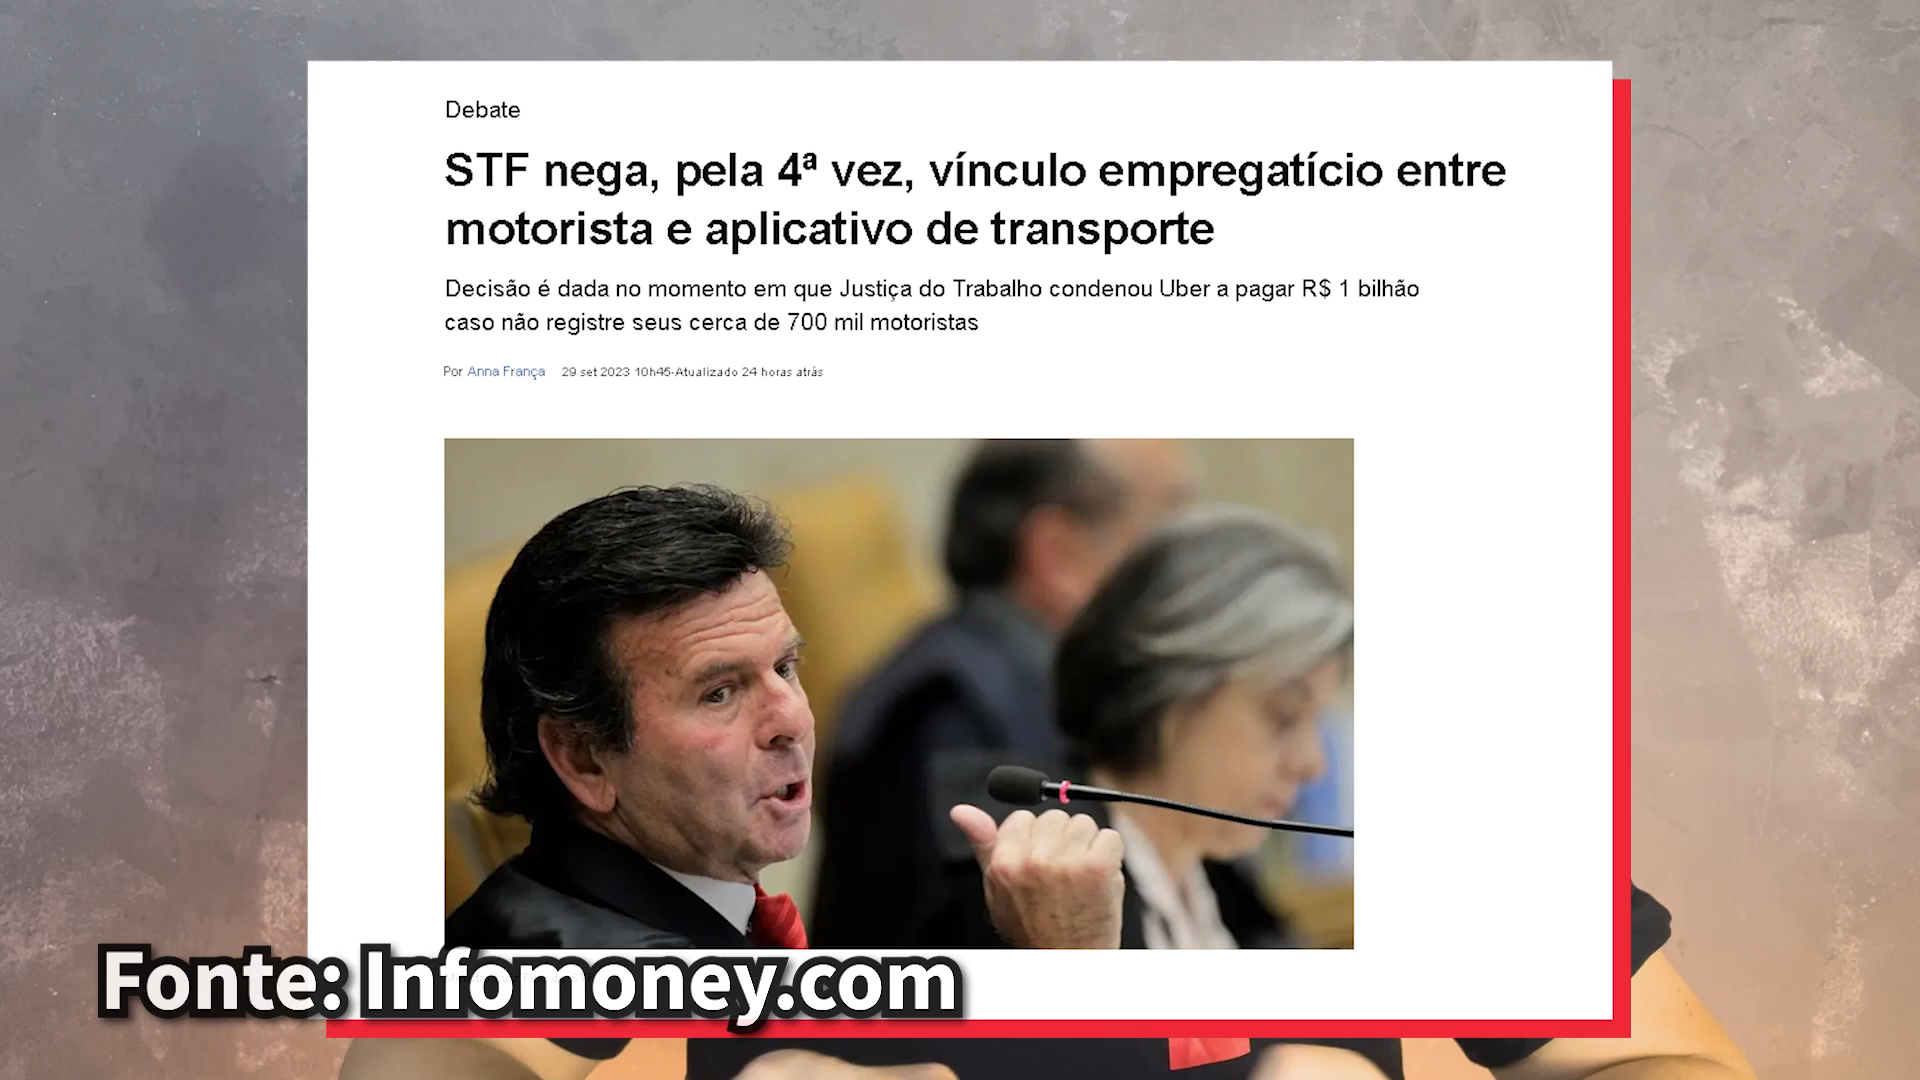 Debate
STF nega, pela 4ª vez, vínculo empregatício entre
motorista e aplicativo de transporte
Decisão é dada no momento em que Justiça do Trabalho condenou Uber a pagar R$ 1 bilhão
caso não registre seus cerca de 700 mil motoristas
Por Anna França 29 set 2023 10h45-Atualizado 24 horas atrás
Fonte: Infomoney.com